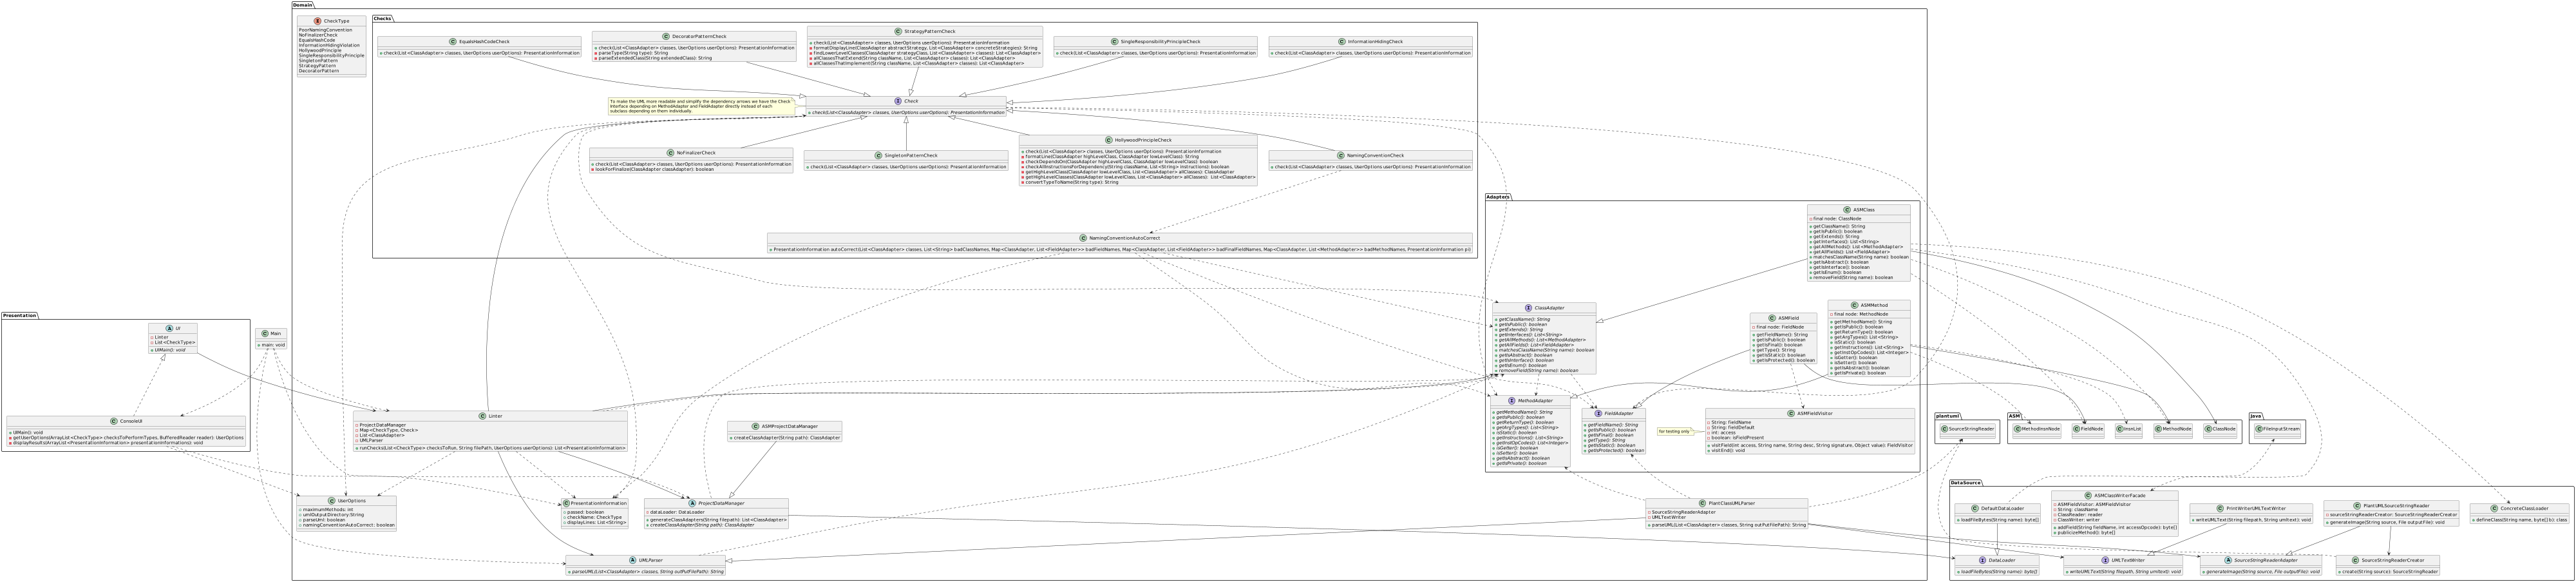 Domain
CheckType
PoorNamingConvention
NoFinalizerCheck
EqualsHashCode
InformationHidingViolation
HollywoodPrinciple
SingleResponsibilityPrinciple
SingletonPattern
StrategyPattern
DecoratorPattern
Checks
EqualsHashCodeCheck
check(List<ClassAdapter> classes, UserOptions userOptions): PresentationInformation
DecoratorPatternCheck
check(List<ClassAdapter> classes, UserOptions userOptions): PresentationInformation
parseType(String type): String
parseExtendedClass(String extendedClass): String
StrategyPatternCheck
check(List<ClassAdapter> classes, UserOptions userOptions): PresentationInformation
formatDisplayLine(ClassAdapter abstractStrategy, List<ClassAdapter> concreteStrategies): String
findLowerLevelClasses(ClassAdapter strategyClass, List<ClassAdapter> classes): List<ClassAdapter>
allClassesThatExtend(String className, List<ClassAdapter> classes): List<ClassAdapter>
allClassesThatImplement(String className, List<ClassAdapter> classes): List<ClassAdapter>
SingleResponsibilityPrincipleCheck
check(List<ClassAdapter> classes, UserOptions userOptions): PresentationInformation
InformationHidingCheck
check(List<ClassAdapter> classes, UserOptions userOptions): PresentationInformation
To make the UML more readable and simplify the dependency arrows we have the Check
interface depending on MethodAdapter and FieldAdapter directly instead of each
subclass depending on them individually
Check
check(List<ClassAdapter> classes, UserOptions userOptions): PresentationInformation
NoFinalizerCheck
check(List<ClassAdapter> classes, UserOptions userOptions): PresentationInformation
lookForFinalize(ClassAdapter classAdapter): boolean
SingletonPatternCheck
check(List<ClassAdapter> classes, UserOptions userOptions): PresentationInformation
HollywoodPrincipleCheck
check(List<ClassAdapter> classes, UserOptions userOptions): PresentationInformation
formatLine(ClassAdapter highLevelClass, ClassAdapter lowLevelClass): String
checkDependsOn(ClassAdapter highLevelClass, ClassAdapter lowLevelClass): boolean
checkAllInstructionsForDependency(String className, List<String> instructions): boolean
getHighLevelClass(ClassAdapter lowLevelClass, List<ClassAdapter> allClasses): ClassAdapter
getHighLevelClasses(ClassAdapter lowLevelClass, List<ClassAdapter> allClasses): List<ClassAdapter>
convertTypeToName(String type): String
NamingConventionCheck
check(List<ClassAdapter> classes, UserOptions userOptions): PresentationInformation
NamingConventionAutoCorrect
PresentationInformation autoCorrect(List<ClassAdapter> classes, List<String> badClassNames, Map<ClassAdapter, List<FieldAdapter>> badFieldNames, Map<ClassAdapter, List<FieldAdapter>> badFinalFieldNames, Map<ClassAdapter, List<MethodAdapter>> badMethodNames, PresentationInformation pi)
Adapters
ASMClass
final node: ClassNode
getClassName(): String
getIsPublic(): boolean
getExtends(): String
getInterfaces(): List<String>
getAllMethods(): List<MethodAdapter>
getAllFields(): List<FieldAdapter>
matchesClassName(String name): boolean
getIsAbstract(): boolean
getIsInterface(): boolean
getIsEnum(): boolean
removeField(String name): boolean
ClassAdapter
getClassName(): String
getIsPublic(): boolean
getExtends(): String
getInterfaces(): List<String>
getAllMethods(): List<MethodAdapter>
getAllFields(): List<FieldAdapter>
matchesClassName(String name): boolean
getIsAbstract(): boolean
getIsInterface(): boolean
getIsEnum(): boolean
removeField(String name): boolean
ASMField
final node: FieldNode
getFieldName(): String
getIsPublic(): boolean
getIsFinal(): boolean
getType(): String
getIsStatic(): boolean
getIsProtected(): boolean
ASMMethod
final node: MethodNode
getMethodName(): String
getIsPublic(): boolean
getReturnType(): boolean
getArgTypes(): List<String>
isStatic(): boolean
getInstructions(): List<String>
getInstOpCodes(): List<Integer>
isGetter(): boolean
isSetter(): boolean
getIsAbstract(): boolean
getIsPrivate(): boolean
MethodAdapter
getMethodName(): String
getIsPublic(): boolean
getReturnType(): boolean
getArgTypes(): List<String>
isStatic(): boolean
getInstructions(): List<String>
getInstOpCodes(): List<Integer>
isGetter(): boolean
isSetter(): boolean
getIsAbstract(): boolean
getIsPrivate(): boolean
FieldAdapter
getFieldName(): String
getIsPublic(): boolean
getIsFinal(): boolean
getType(): String
getIsStatic(): boolean
getIsProtected(): boolean
for testing only
ASMFieldVisitor
String: fieldName
String: fieldDefault
int: access
boolean: isFieldPresent
visitField(int access, String name, String desc, String signature, Object value): FieldVisitor
visitEnd(): void
Presentation
UI
Linter
List<CheckType>
UIMain(): void
ConsoleUI
UIMain(): void
getUserOptions(ArrayList<CheckType> checksToPerformTypes, BufferedReader reader): UserOptions
displayResults(ArrayList<PresentationInformation> presentationInformations): void
Main
main: void
Linter
ProjectDataManager
Map<CheckType, Check>
List<ClassAdapter>
UMLParser
runChecks(List<CheckType> checksToRun, String filePath, UserOptions userOptions): List<PresentationInformation>
ASMProjectDataManager
createClassAdapter(String path): ClassAdapter
UserOptions
maximumMethods: int
umlOutputDirectory:String
parseUml: boolean
namingConventionAutoCorrect: boolean
PresentationInformation
passed: boolean
checkName: CheckType
displayLines: List<String>
ProjectDataManager
dataLoader: DataLoader
generateClassAdapters(String filepath): List<ClassAdapter>
createClassAdapter(String path): ClassAdapter
PlantClassUMLParser
SourceStringReaderAdapter
UMLTextWriter
parseUML(List<ClassAdapter> classes, String outPutFilePath): String
UMLParser
parseUML(List<ClassAdapter> classes, String outPutFilePath): String
plantuml
SourceStringReader
ASM
MethodInsnNode
FieldNode
InsnList
MethodNode
ClassNode
Java
FileInputStream
DataSource
DefaultDataLoader
loadFileBytes(String name): byte[]
ASMClassWriterFacade
ASMFieldVisitor: ASMFieldVisitor
String: className
ClassReader: reader
ClassWriter: writer
addField(String fieldName, int accessOpcode): byte[]
publicizeMethod(): byte[]
PrintWriterUMLTextWriter
writeUMLText(String filepath, String umltext): void
PlantUMLSourceStringReader
sourceStringReaderCreator: SourceStringReaderCreator
generateImage(String source, File outputFile): void
ConcreteClassLoader
defineClass(String name, byte[] b): class
DataLoader
loadFileBytes(String name): byte[]
UMLTextWriter
writeUMLText(String filepath, String umltext): void
SourceStringReaderAdapter
generateImage(String source, File outputFile): void
SourceStringReaderCreator
create(String source): SourceStringReader